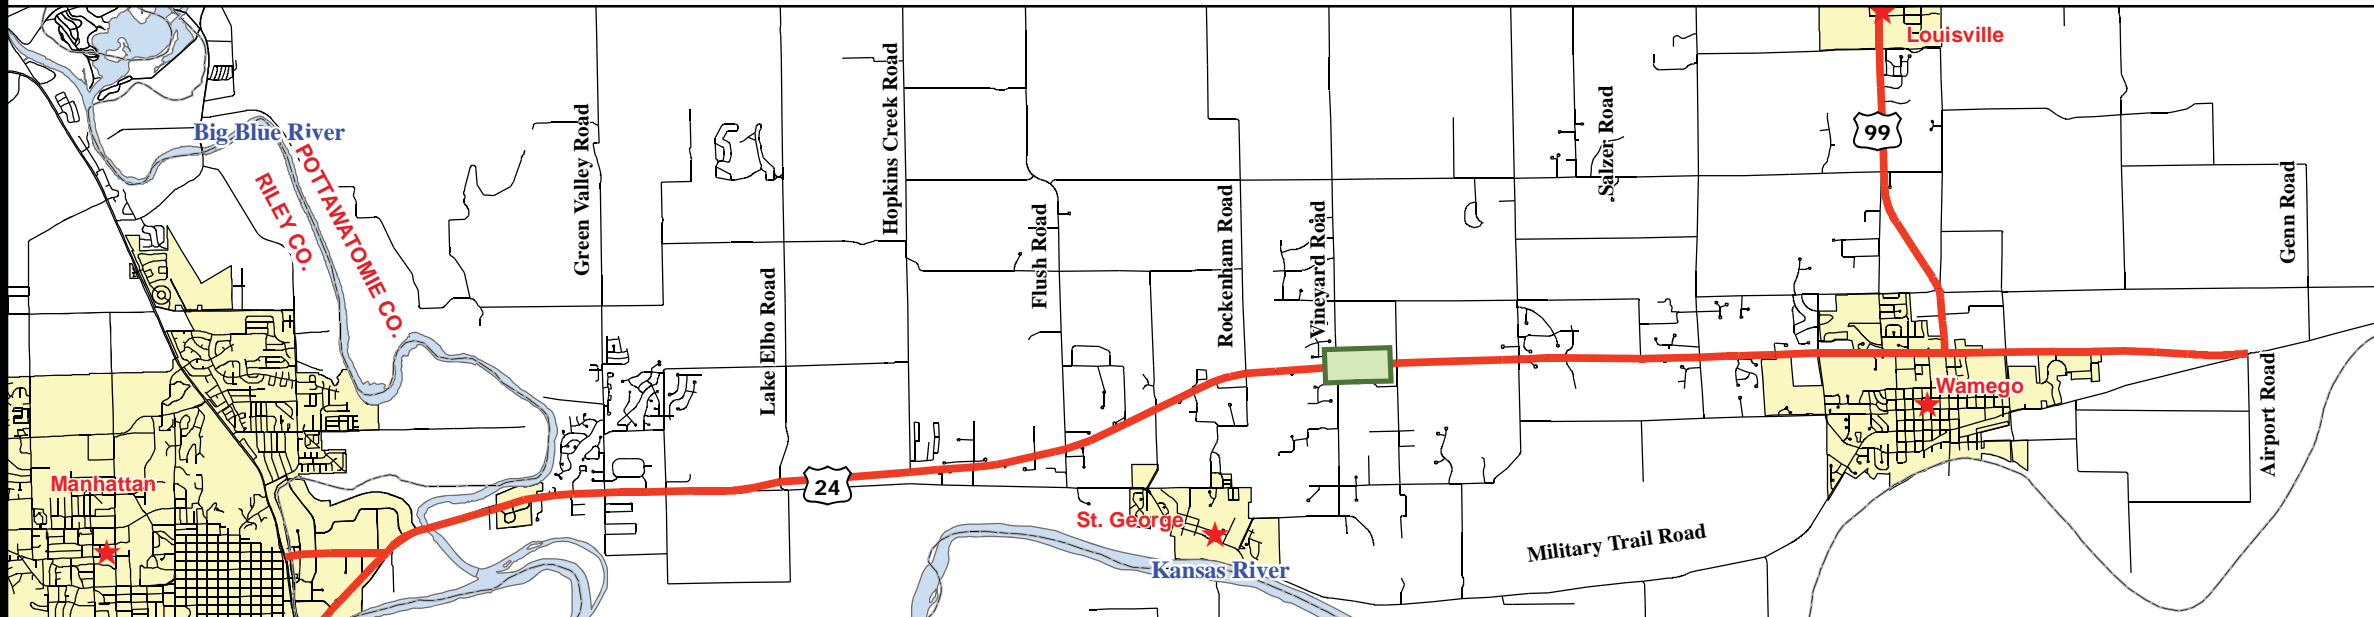 Louisville
99
Big Blue River
POTTAWATOMIE CO.
RILEY CO.
Green Valley Road
Hopkins Creek Road
Salzer Road
Genn Road
Flush Road
Rockenham Road
Vineyard Road
Lake Elbo Road
Wamego
Airport Road
Manhattan
24
St. George
Military Trail Road
Kansas River